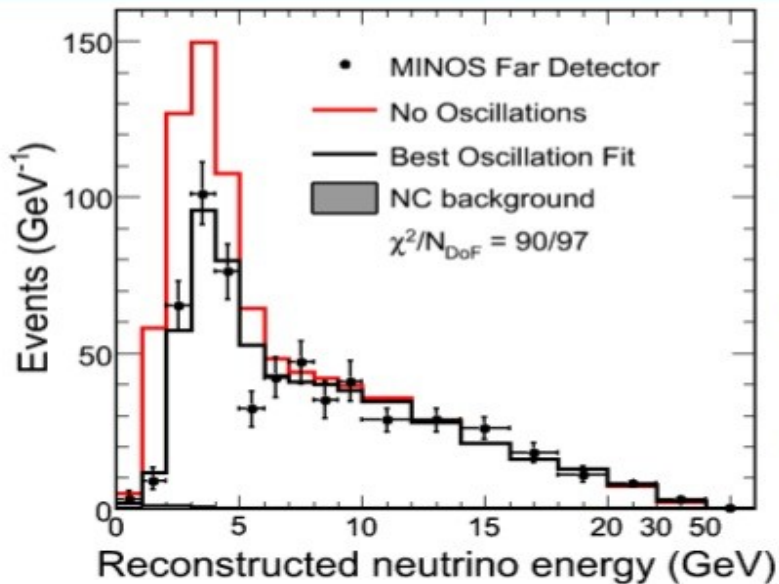 150
100
50
0
Events (GeV⁻¹)
MINOS Far Detector
No Oscillations
Best Oscillation Fit
NC background
χ²/N_DoF = 90/97
0 5 10 15 20 30 50
Reconstructed neutrino energy (GeV)